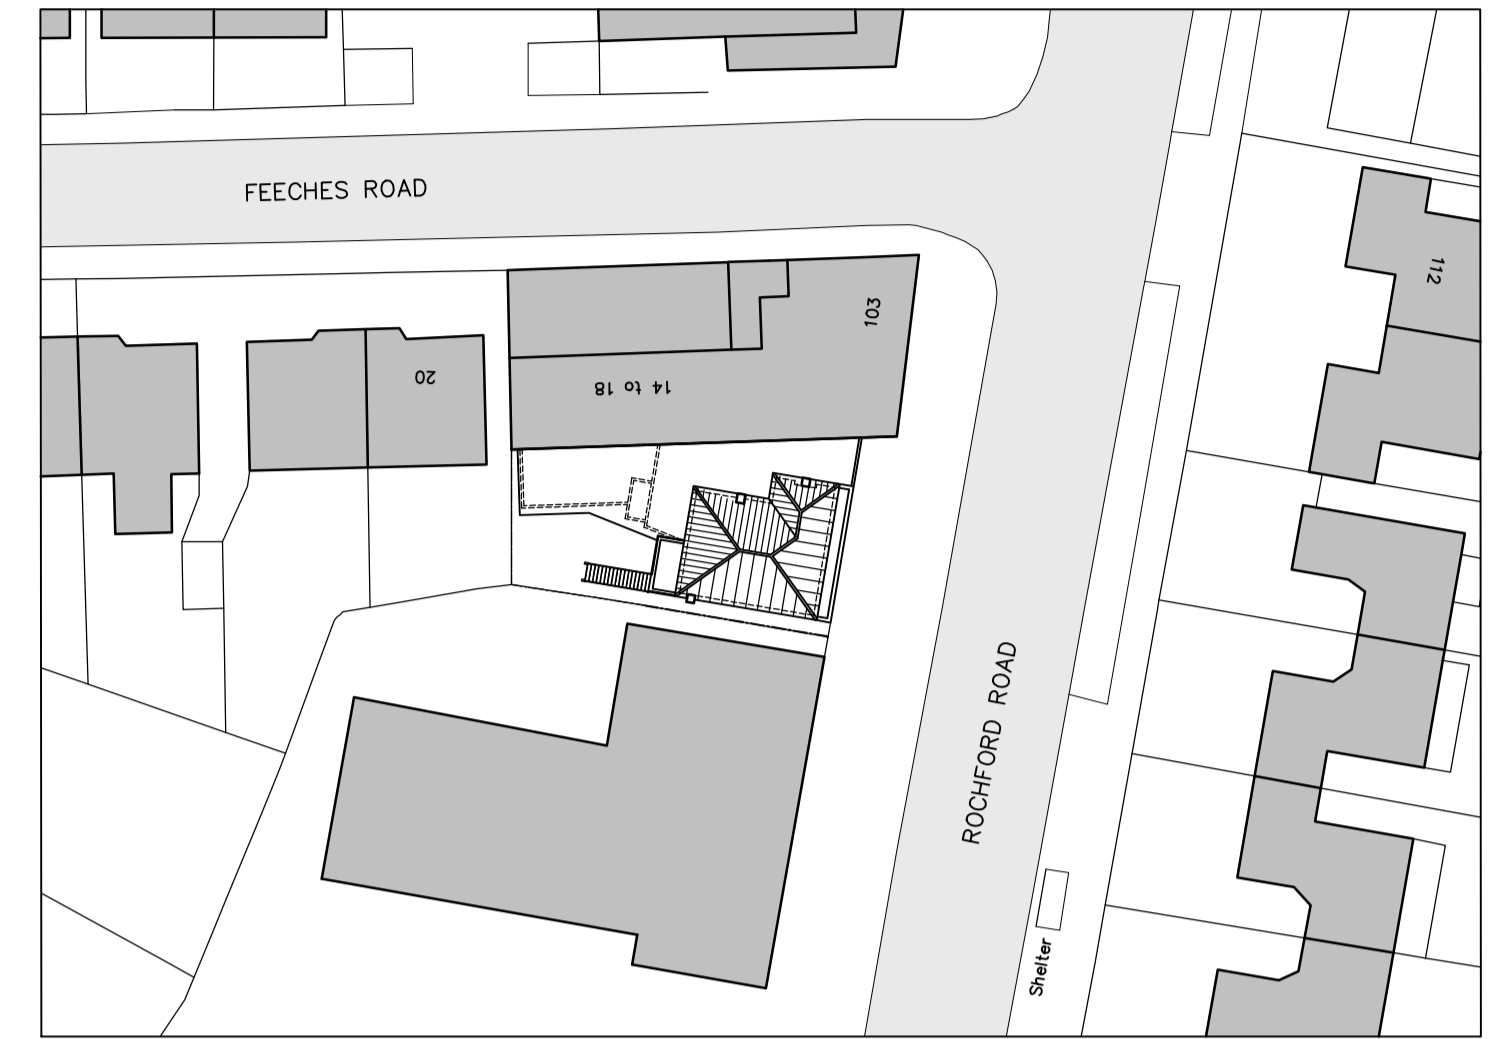 FEECHES ROAD
112
103
20
14 to 18
ROCHFORD ROAD
Shelter